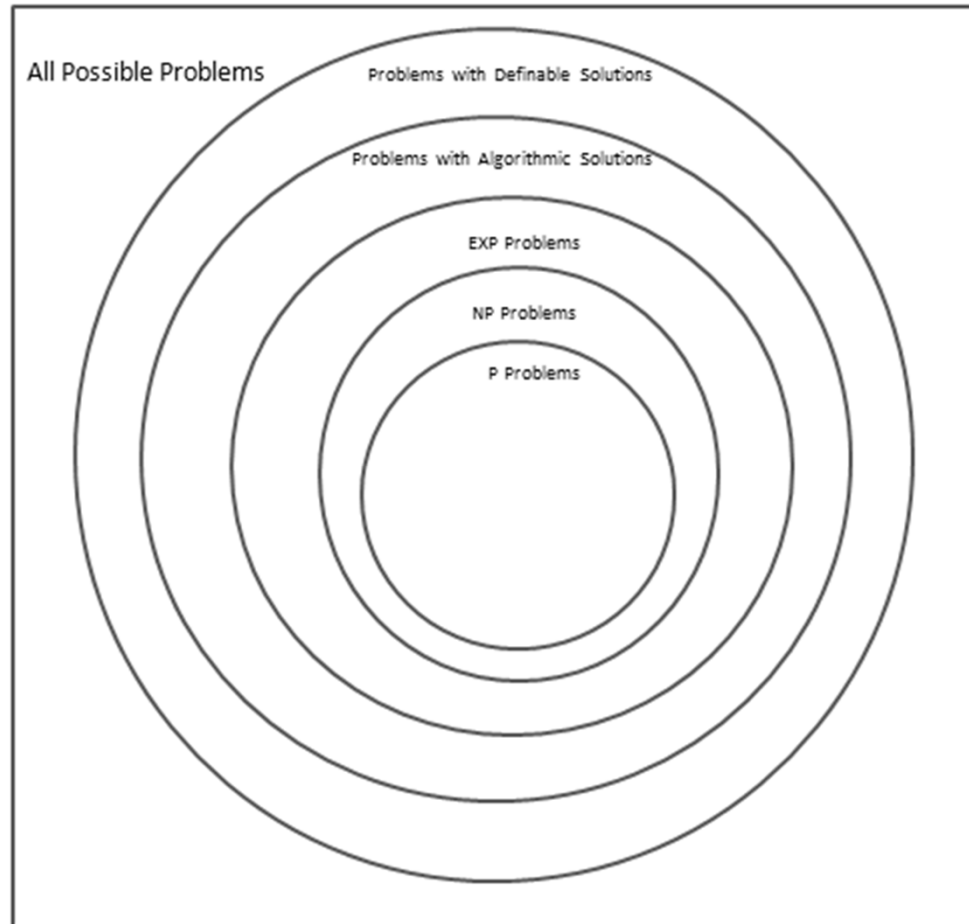 All Possible Problems
Problems with Definable Solutions
Problems with Algorithmic Solutions
EXP Problems
NP Problems
P Problems